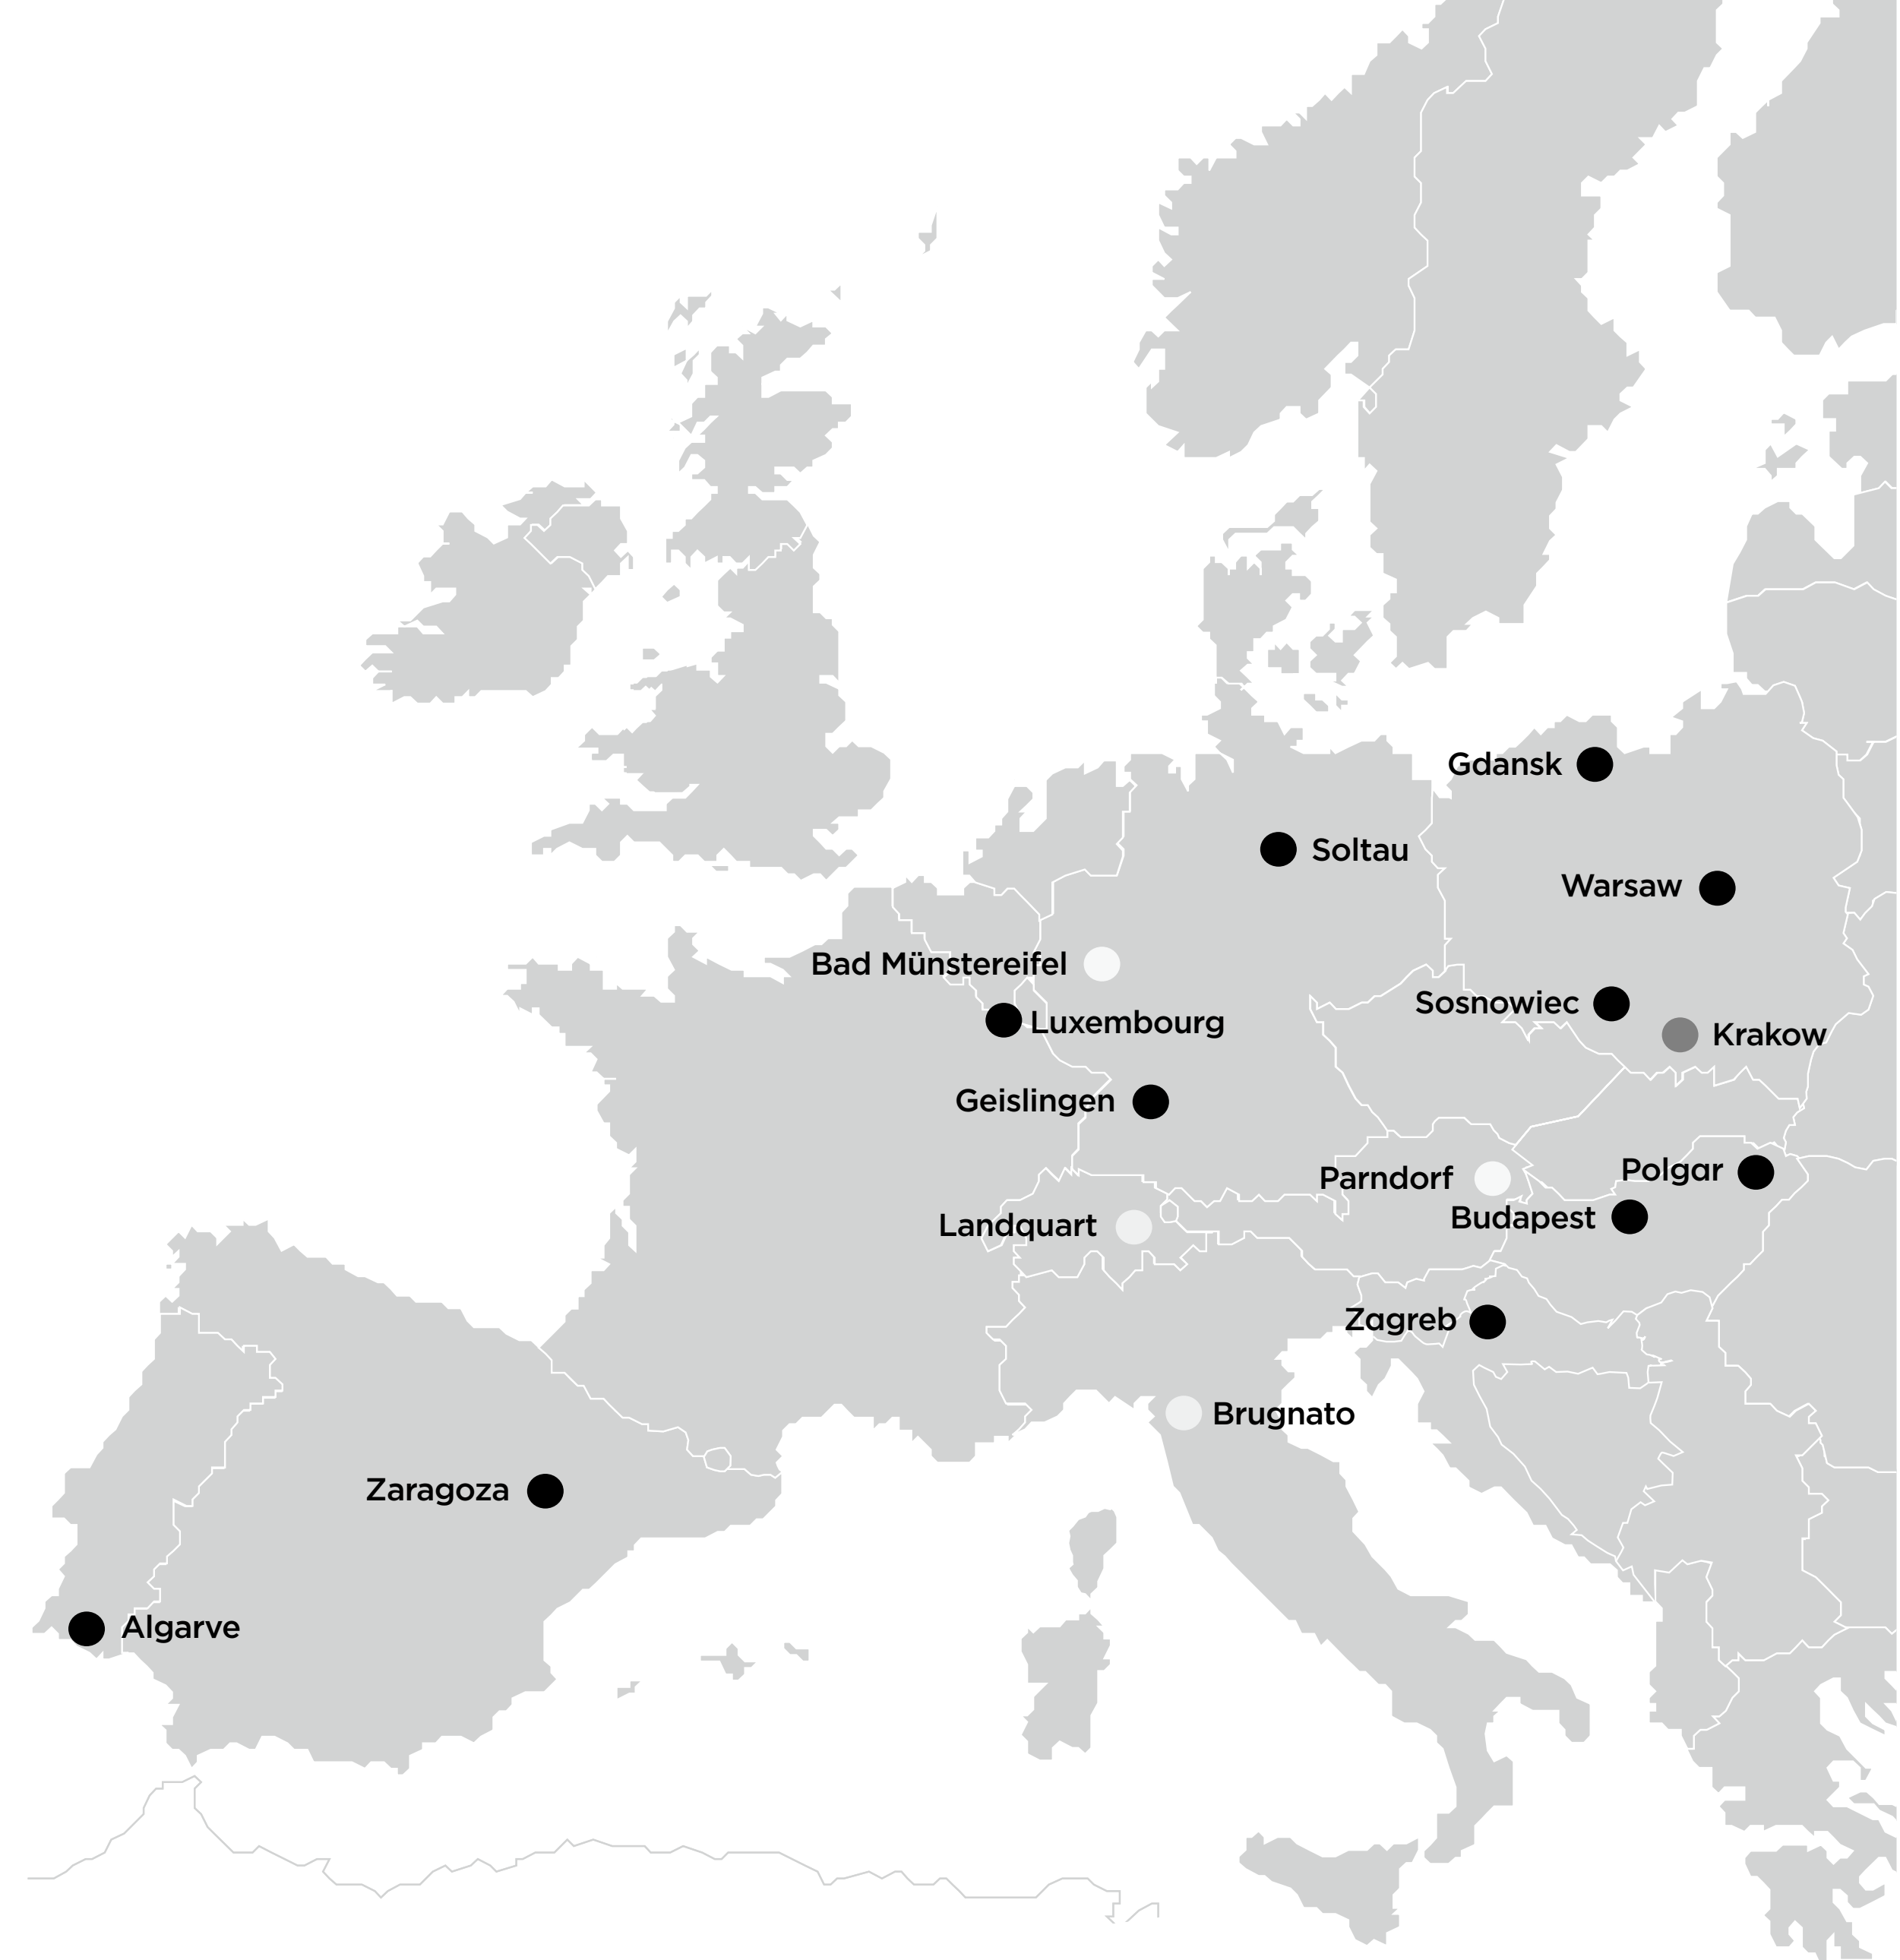 Gdansk
Soltau
Warsaw
Bad Münstereifel
Sosnowiec
Luxembourg
Krakow
Geislingen
Polgar
Parndorf
Budapest
Landquart
Zagreb
Brugnato
Zaragoza
Algarve